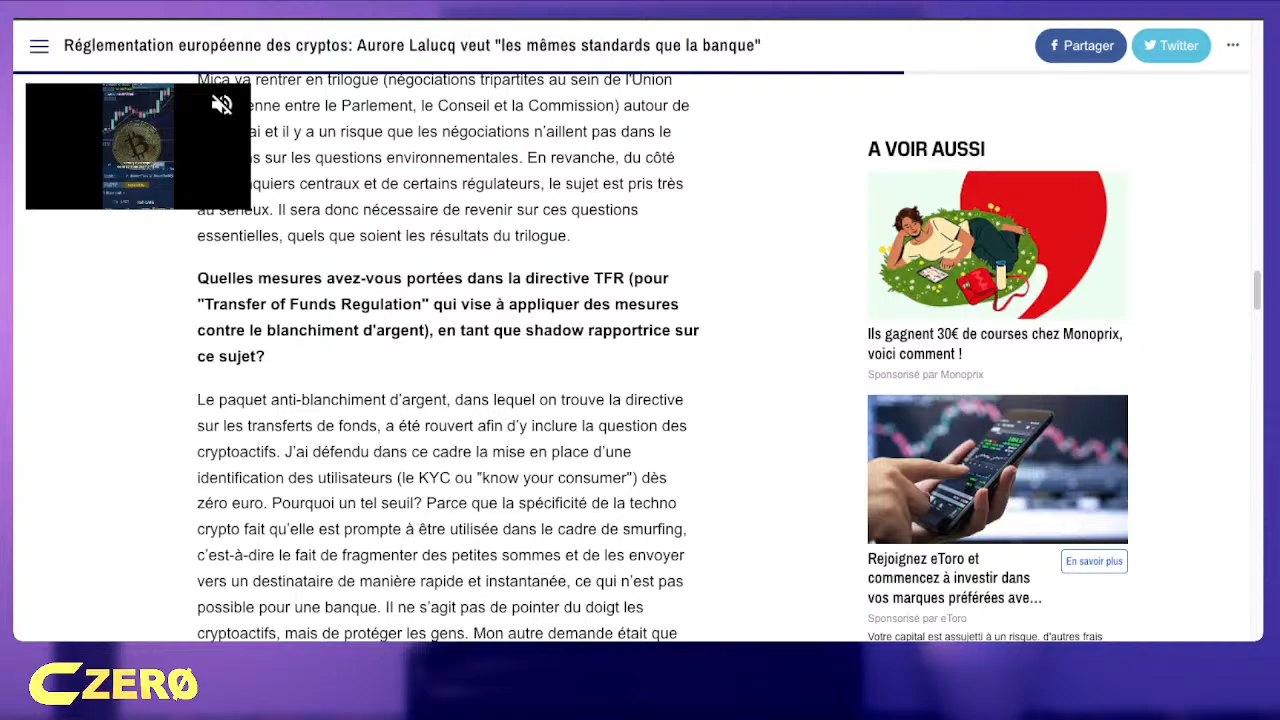 Réglementation européenne des cryptos: Aurore Lalucq veut "les mêmes standards que la banque"
Partager
Twitter
Mica va rentrer en trilogue (négociations tripartites au sein de l'Union
enne entre le Parlement, le Conseil et la Commission) autour de
ai et il y a un risque que les négociations n’aillent pas dans le
s sur les questions environnementales. En revanche, du côté
nquiers centraux et de certains régulateurs, le sujet est pris très
au sérieux. Il sera donc nécessaire de revenir sur ces questions
essentielles, quels que soient les résultats du trilogue.
Quelles mesures avez-vous portées dans la directive TFR (pour
"Transfer of Funds Regulation" qui vise à appliquer des mesures
contre le blanchiment d'argent), en tant que shadow rapportrice sur
ce sujet?
Le paquet anti-blanchiment d’argent, dans lequel on trouve la directive
sur les transferts de fonds, a été rouvert afin d’y inclure la question des
cryptoactifs. J’ai défendu dans ce cadre la mise en place d’une
identification des utilisateurs (le KYC ou "know your consumer") dès
zéro euro. Pourquoi un tel seuil? Parce que la spécificité de la techno
crypto fait qu’elle est prompte à être utilisée dans le cadre de smurfing,
c’est-à-dire le fait de fragmenter des petites sommes et de les envoyer
vers un destinataire de manière rapide et instantanée, ce qui n’est pas
possible pour une banque. Il ne s’agit pas de pointer du doigt les
cryptoactifs, mais de protéger les gens. Mon autre demande était que
A VOIR AUSSI
Ils gagnent 30€ de courses chez Monoprix,
voici comment !
Sponsorisé par Monoprix
Rejoignez eToro et
commencez à investir dans
vos marques préférées ave...
En savoir plus
Sponsorisé par eToro
Votre capital est assujetti à un risque. d'autres frais
CZERØ